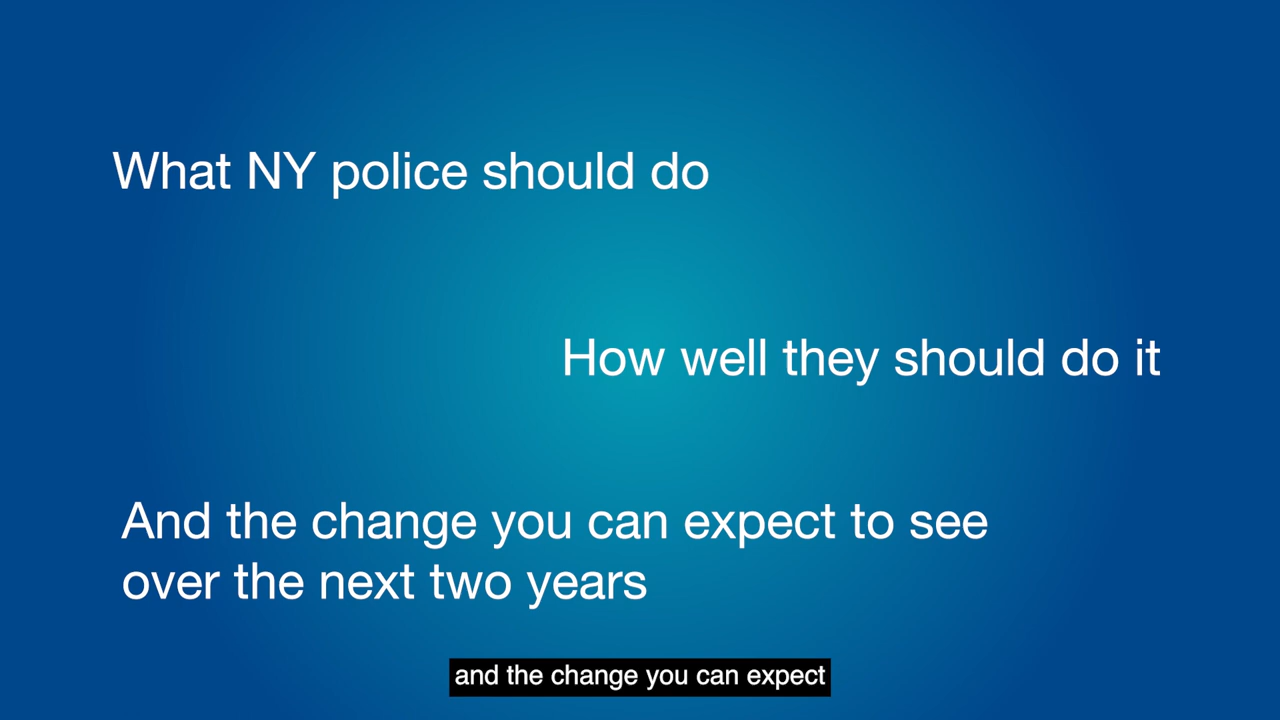 What NY police should do
How well they should do it
And the change you can expect to see
over the next two years
and the change you can expect